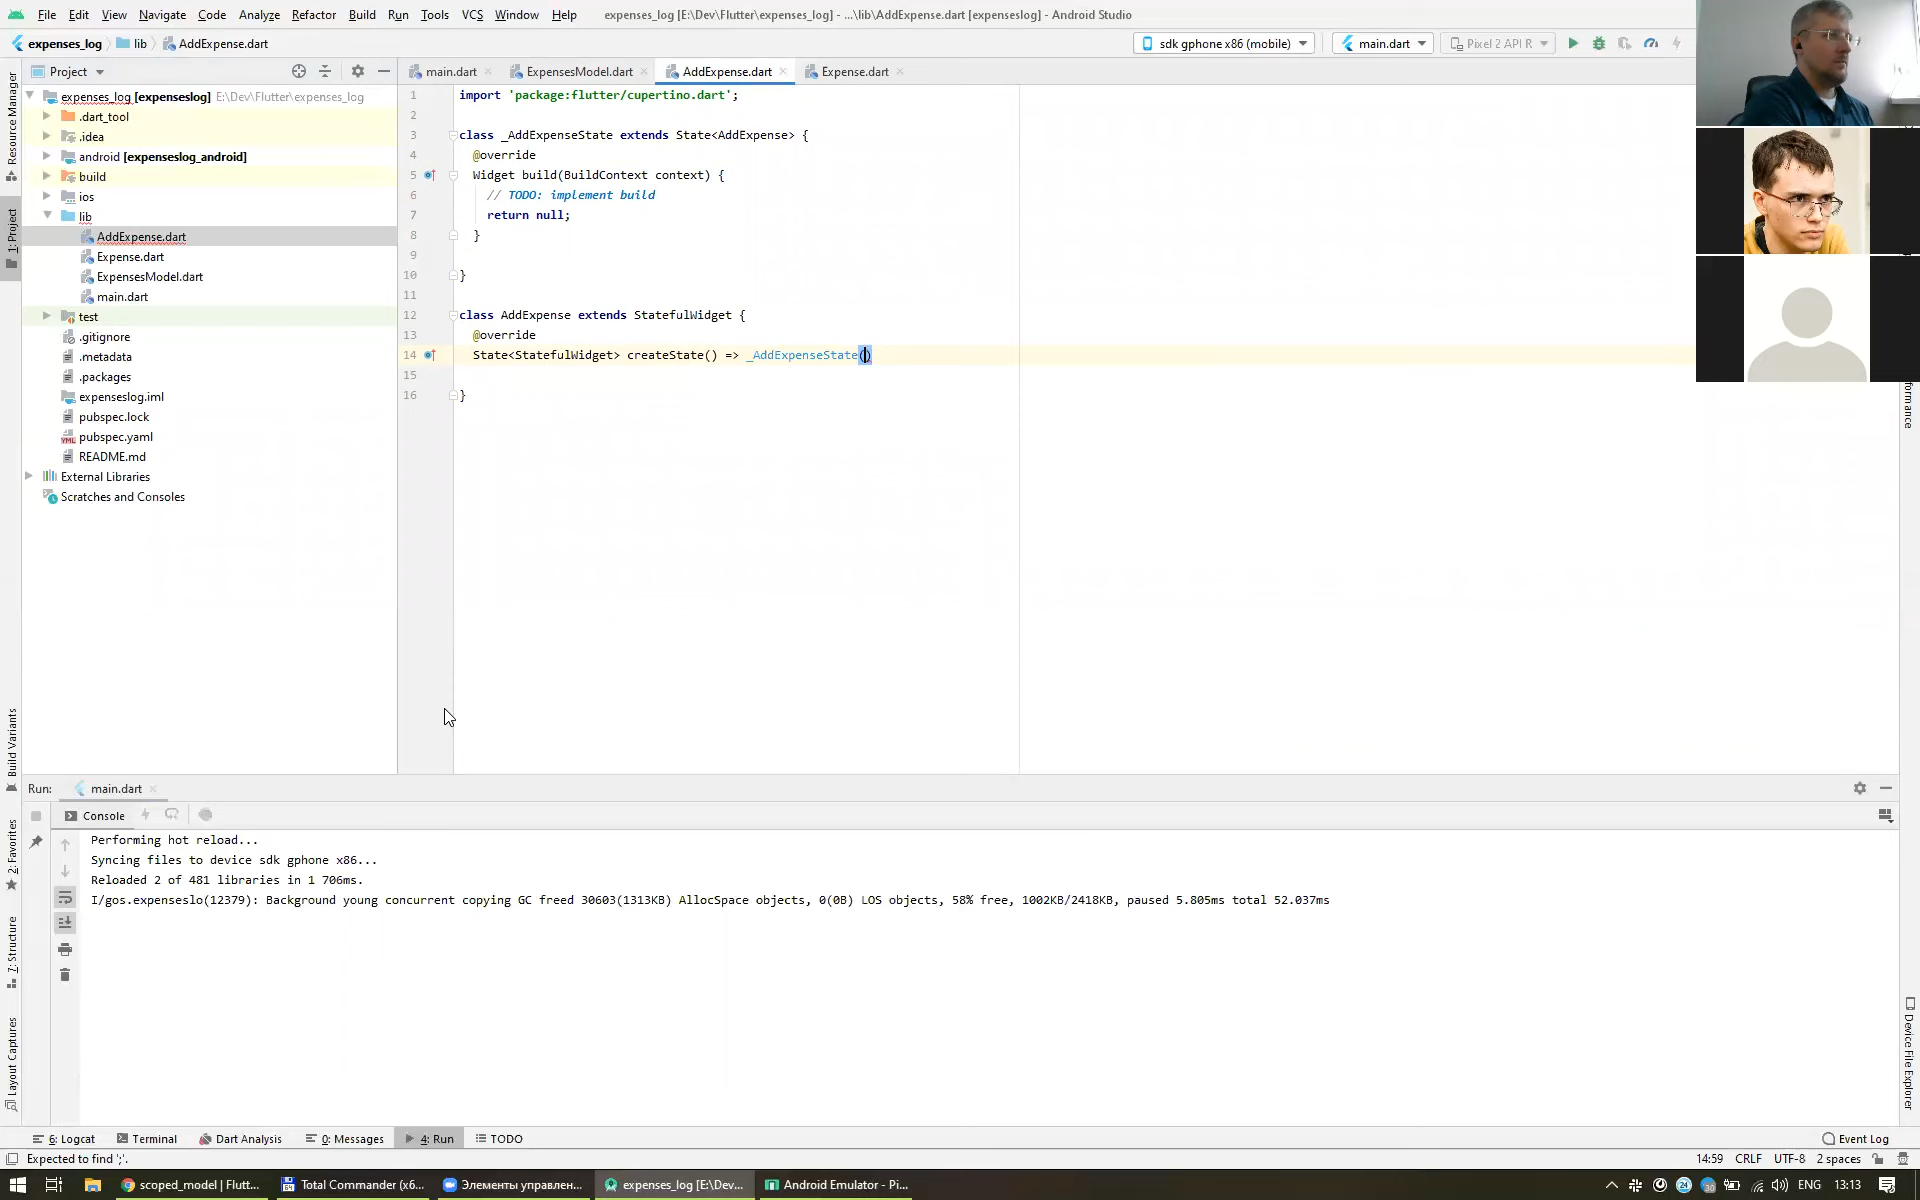 File Edit View Navigate Code Analyze Refactor Build Run Tools VCS Window Help expenses_log [E:\Dev\Flutter\expenses_log] - ...\lib\AddExpense.dart [expenseslog] - Android Studio
expenses_log lib AddExpense.dart sdk gphone x86 (mobile) main.dart Pixel 2 API R
Project main.dart ExpensesModel.dart AddExpense.dart Expense.dart
expenses_log [expenseslog] E:\Dev\Flutter\expenses_log
.dart_tool
.idea
android [expenseslog_android]
build
ios
lib
AddExpense.dart
Expense.dart
ExpensesModel.dart
main.dart
test
.gitignore
.metadata
.packages
expenseslog.iml
pubspec.lock
pubspec.yaml
README.md
External Libraries
Scratches and Consoles
Resource Manager
1: Project
Build Variants
2: Favorites
7: Structure
Layout Captures
1 import 'package:flutter/cupertino.dart';
2
3 class _AddExpenseState extends State<AddExpense> {
4 @override
5 Widget build(BuildContext context) {
6 // TODO: implement build
7 return null;
8 }
9
10 }
11
12 class AddExpense extends StatefulWidget {
13 @override
14 State<StatefulWidget> createState() => _AddExpenseState()
15
16 }
formance
Device File Explorer
Run: main.dart
Console
Performing hot reload...
Syncing files to device sdk gphone x86...
Reloaded 2 of 481 libraries in 1 706ms.
I/gos.expenseslo(12379): Background young concurrent copying GC freed 30603(1313KB) AllocSpace objects, 0(0B) LOS objects, 58% free, 1002KB/2418KB, paused 5.805ms total 52.037ms
6: Logcat Terminal Dart Analysis 0: Messages 4: Run TODO Event Log
Expected to find ';'. 14:59 CRLF UTF-8 2 spaces
scoped_model | Flutt... Total Commander (x6... Элементы управлен... expenses_log [E:\Dev... Android Emulator - Pi... 24 30 ENG 13:13